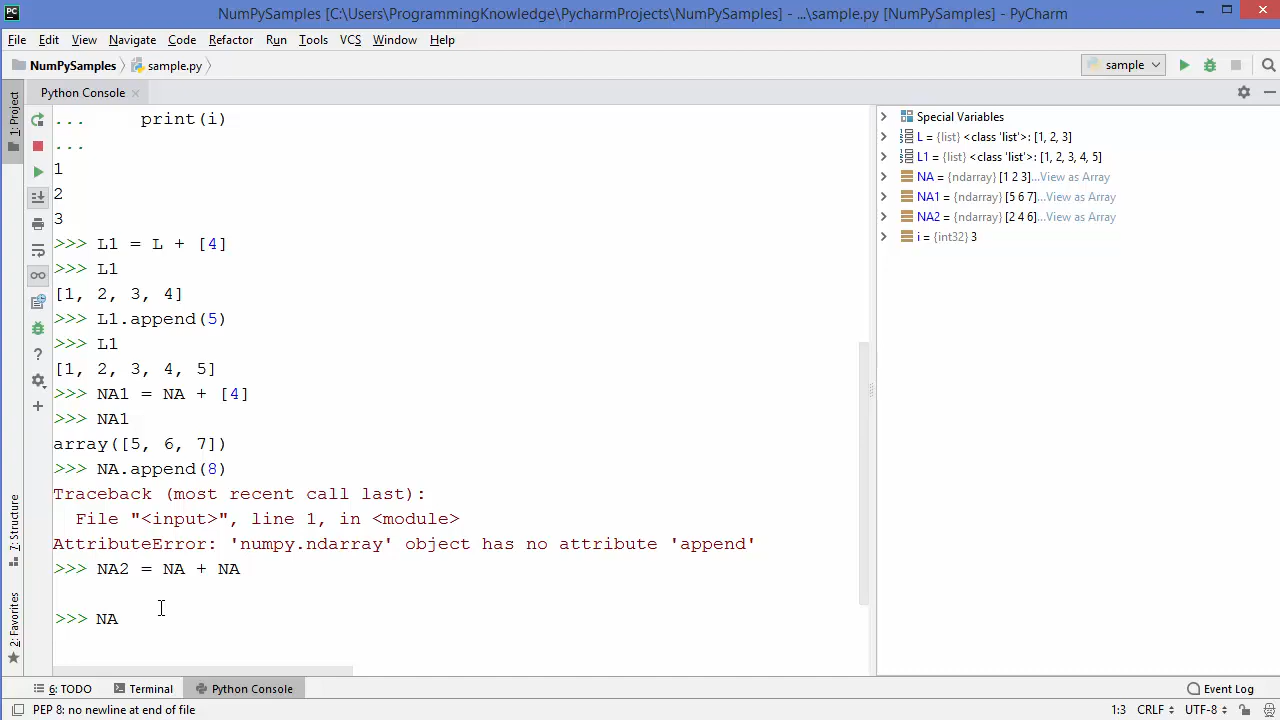 PC
NumPySamples [C:\Users\ProgrammingKnowledge\PycharmProjects\NumPySamples] - ...\sample.py [NumPySamples] - PyCharm
File Edit View Navigate Code Refactor Run Tools VCS Window Help
NumPySamples sample.py sample
Python Console
1: Project
...     print(i)
...
1
2
3
>>> L1 = L + [4]
>>> L1
[1, 2, 3, 4]
>>> L1.append(5)
>>> L1
[1, 2, 3, 4, 5]
>>> NA1 = NA + [4]
>>> NA1
array([5, 6, 7])
>>> NA.append(8)
Traceback (most recent call last):
  File "<input>", line 1, in <module>
AttributeError: 'numpy.ndarray' object has no attribute 'append'
>>> NA2 = NA + NA
>>> NA
Special Variables
L = {list} <class 'list'>: [1, 2, 3]
L1 = {list} <class 'list'>: [1, 2, 3, 4, 5]
NA = {ndarray} [1 2 3]...View as Array
NA1 = {ndarray} [5 6 7]...View as Array
NA2 = {ndarray} [2 4 6]...View as Array
i = {int32} 3
7: Structure
2: Favorites
6: TODO Terminal Python Console Event Log
PEP 8: no newline at end of file 1:3 CRLF UTF-8